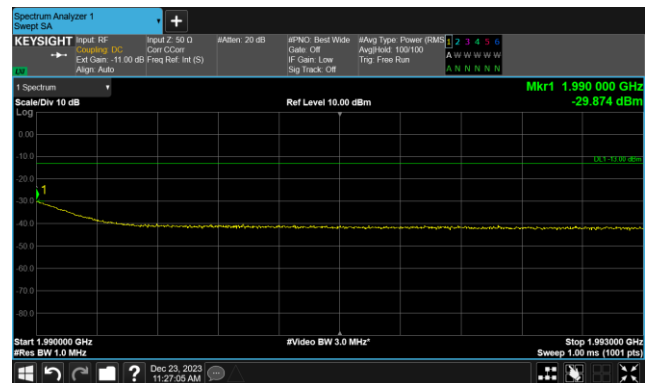 Spectrum Analyzer 1
Swept SA
+
KEYSIGHT Input: RF Input Z: 50 Ω #Atten: 20 dB #PNO: Best Wide #Avg Type: Power (RMS 1 2 3 4 5 6
Coupling: DC Corr CCorr Gate: Off Avg|Hold: 100/100 A W W W W W
Ext Gain: -11.00 dB Freq Ref: Int (S) IF Gain: Low Trig: Free Run A N N N N N
Align: Auto Sig Track: Off
1 Spectrum Mkr1 1.990 000 GHz
Scale/Div 10 dB Ref Level 10.00 dBm -29.874 dBm
Log
0.00
-10.0
DL1 -13.00 dBm
-20.0
1
-30.0
-40.0
-50.0
-60.0
-70.0
-80.0
Start 1.990000 GHz #Video BW 3.0 MHz* Stop 1.993000 GHz
#Res BW 1.0 MHz Sweep 1.00 ms (1001 pts)
? Dec 23, 2023
11:27:05 AM